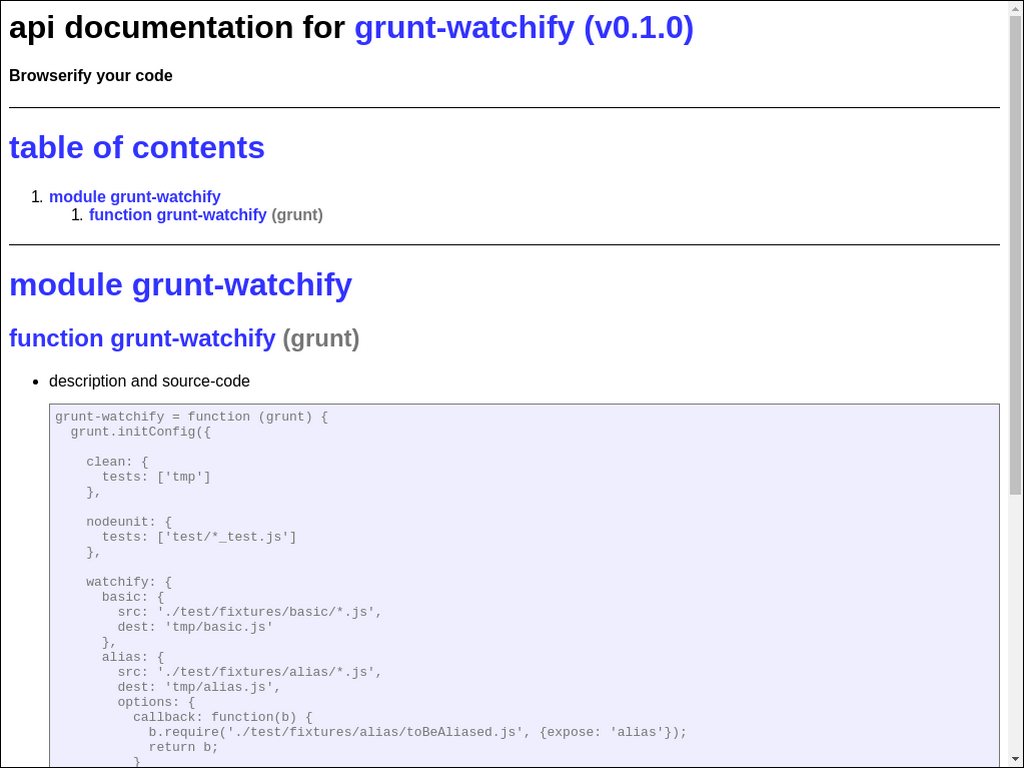 api documentation for grunt-watchify (v0.1.0)
Browserify your code
table of contents
1. module grunt-watchify
1. function grunt-watchify (grunt)
module grunt-watchify
function grunt-watchify (grunt)
• description and source-code
grunt-watchify = function (grunt) {
  grunt.initConfig({

    clean: {
      tests: ['tmp']
    },

    nodeunit: {
      tests: ['test/*_test.js']
    },

    watchify: {
      basic: {
        src: './test/fixtures/basic/*.js',
        dest: 'tmp/basic.js'
      },
      alias: {
        src: './test/fixtures/alias/*.js',
        dest: 'tmp/alias.js',
        options: {
          callback: function(b) {
            b.require('./test/fixtures/alias/toBeAliased.js', {expose: 'alias'});
            return b;
          }